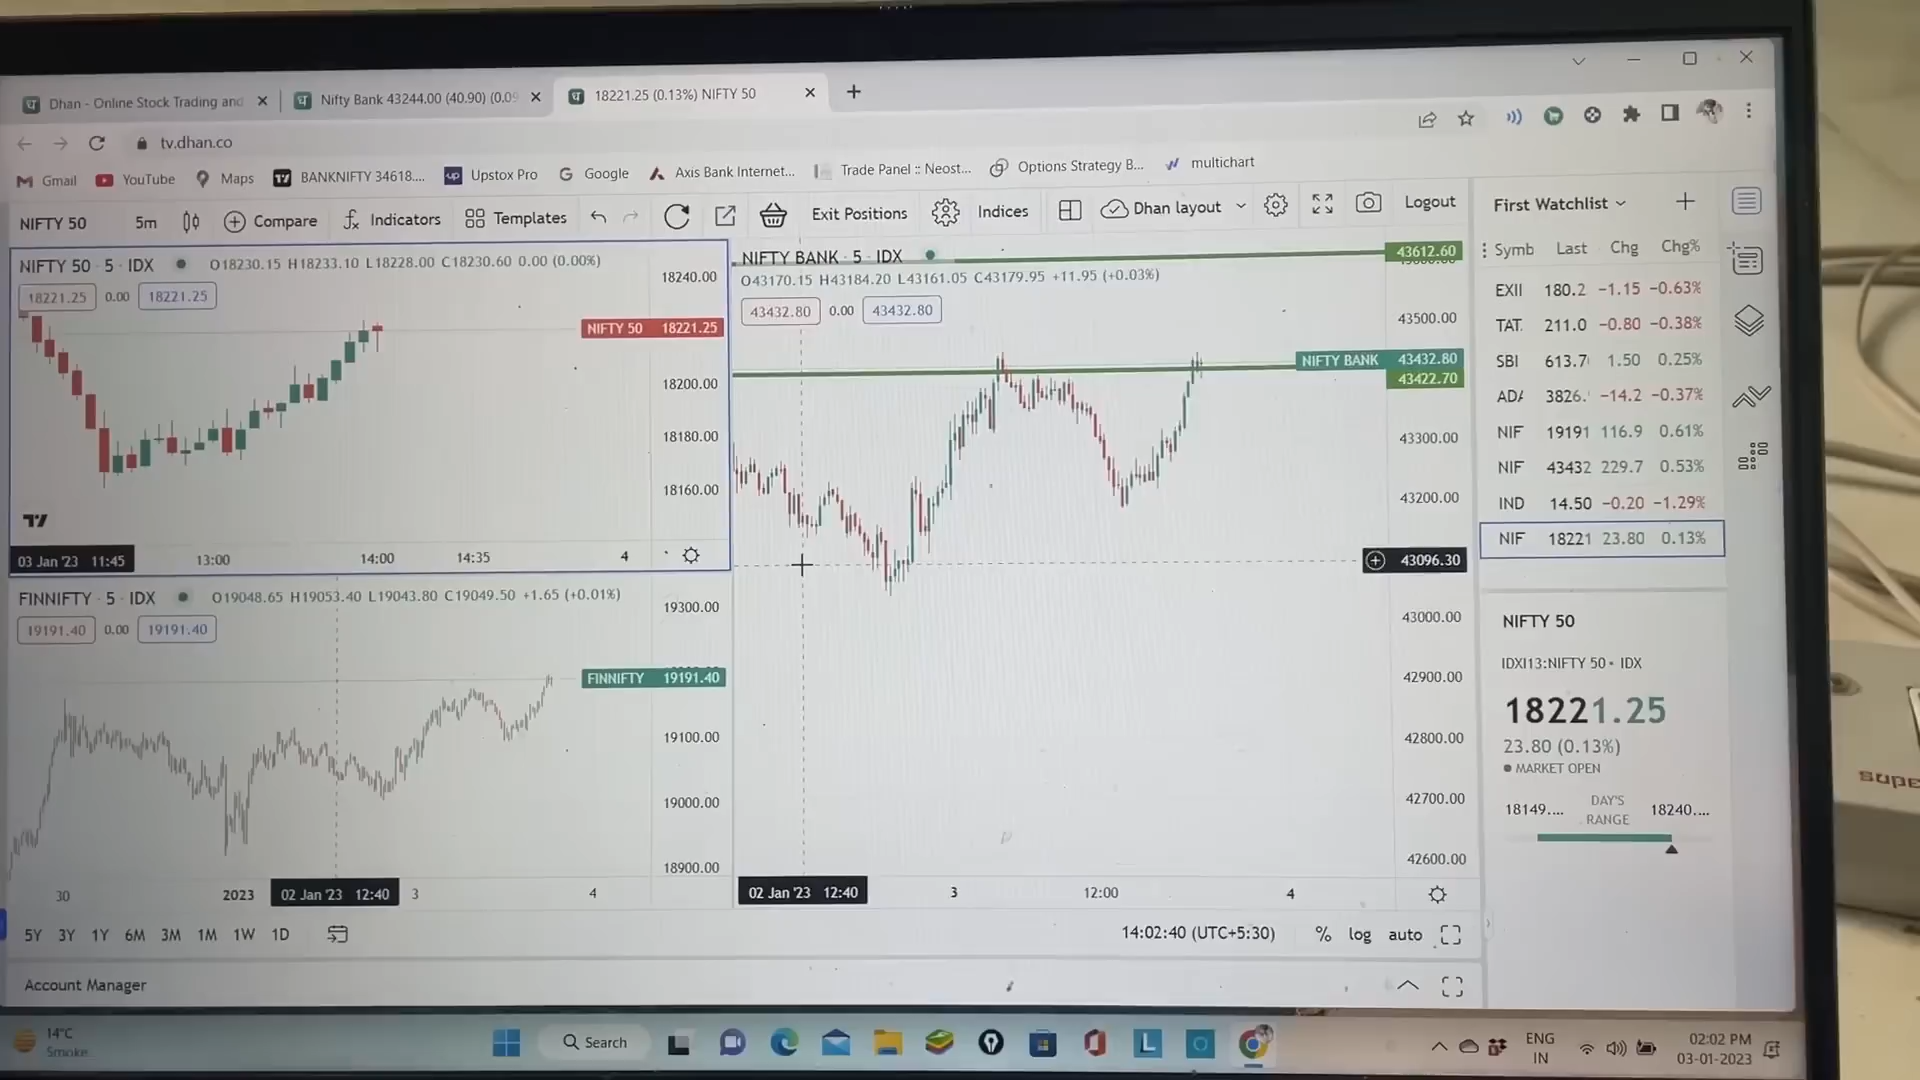 Dhan - Online Stock Trading and
Nifty Bank 43244.00 (40.90) (0.09
18221.25 (0.13%) NIFTY 50
tv.dhan.co
Gmail YouTube Maps BANKNIFTY 34618.... Upstox Pro Google Axis Bank Internet... Trade Panel :: Neost... Options Strategy B... multichart
NIFTY 50 5m Compare Indicators Templates Exit Positions Indices Dhan layout Logout
NIFTY 50 · 5 · IDX O18230.15 H18233.10 L18228.00 C18230.60 0.00 (0.00%)
18221.25 0.00 18221.25
18240.00
NIFTY 50 18221.25
18200.00
18180.00
18160.00
03 Jan '23 11:45 13:00 14:00 14:35 4
FINNIFTY · 5 · IDX O19048.65 H19053.40 L19043.80 C19049.50 +1.65 (+0.01%)
19191.40 0.00 19191.40
19300.00
FINNIFTY 19191.40
19100.00
19000.00
18900.00
30 2023 02 Jan '23 12:40 3 4
NIFTY BANK · 5 · IDX
O43170.15 H43184.20 L43161.05 C43179.95 +11.95 (+0.03%)
43432.80 0.00 43432.80
43612.60
43500.00
NIFTY BANK 43432.80
43422.70
43300.00
43200.00
43096.30
43000.00
42900.00
42800.00
42700.00
42600.00
02 Jan '23 12:40 3 12:00 4
5Y 3Y 1Y 6M 3M 1M 1W 1D
14:02:40 (UTC+5:30) % log auto
Account Manager
First Watchlist
Symb Last Chg Chg%
EXII 180.2 −1.15 −0.63%
TAT. 211.0 −0.80 −0.38%
SBI 613.7 1.50 0.25%
ADA 3826. −14.2 −0.37%
NIF 19191 116.9 0.61%
NIF 43432 229.7 0.53%
IND 14.50 −0.20 −1.29%
NIF 18221 23.80 0.13%
NIFTY 50
IDXI13:NIFTY 50 • IDX
18221.25
23.80 (0.13%)
MARKET OPEN
18149.... DAY'S RANGE 18240....
14°C
Smoke
Search
ENG
IN
02:02 PM
03-01-2023
supe